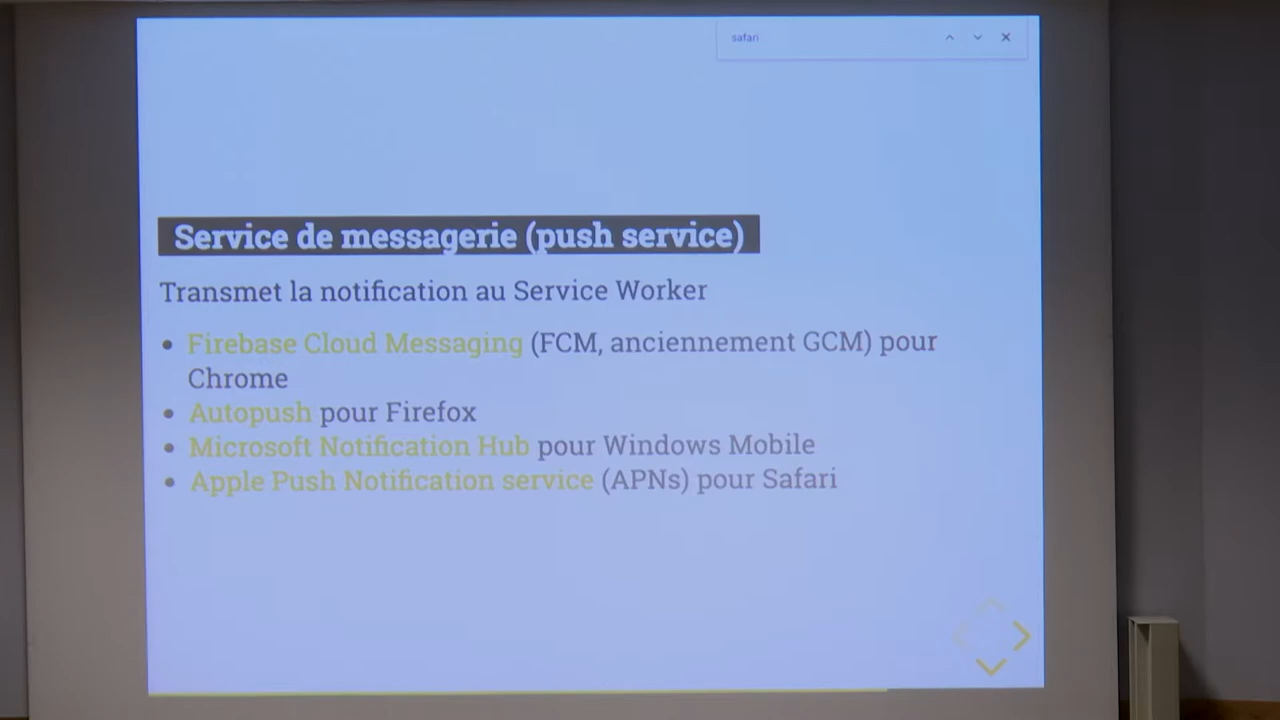 safari
Service de messagerie (push service)
Transmet la notification au Service Worker
Firebase Cloud Messaging (FCM, anciennement GCM) pour
Chrome
Autopush pour Firefox
Microsoft Notification Hub pour Windows Mobile
Apple Push Notification service (APNs) pour Safari